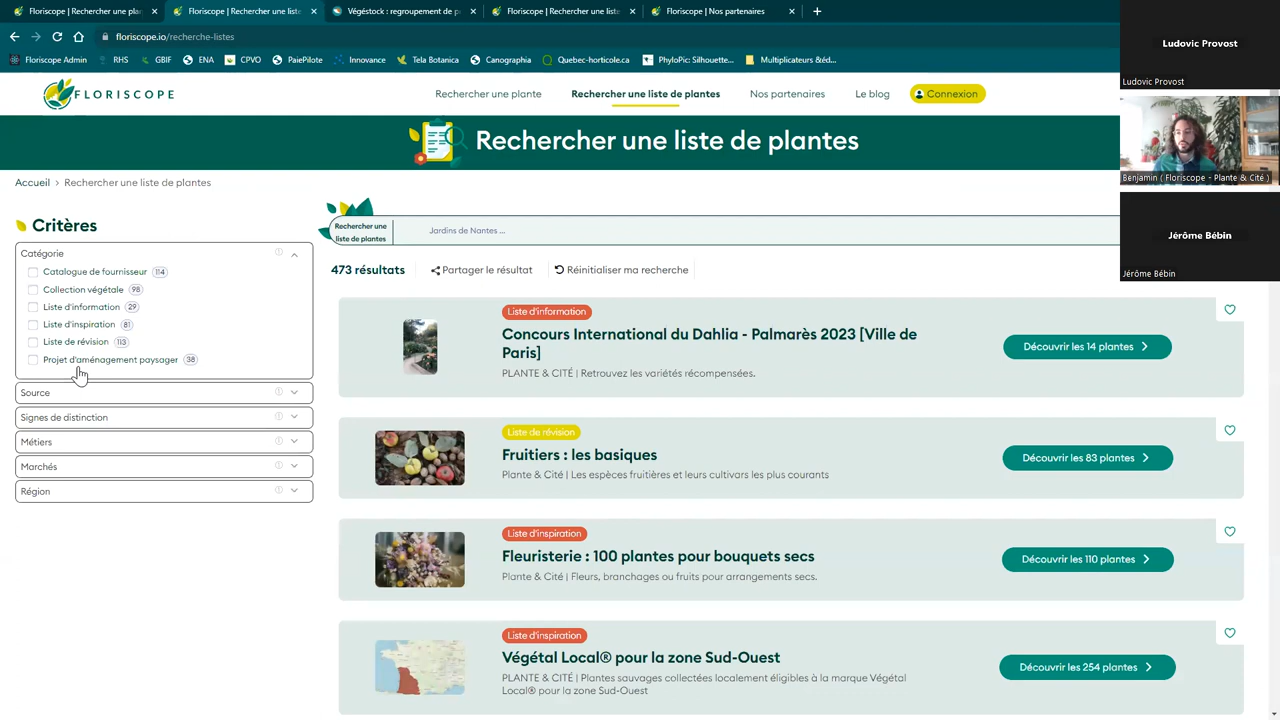 Floriscope | Rechercher une plan
Floriscope | Rechercher une liste
Végéstock : regroupement de p
Floriscope | Rechercher une liste
Floriscope | Nos partenaires
floriscope.io/recherche-listes
Floriscope Admin
RHS
GBIF
ENA
CPVO
PaiePilote
Innovance
Tela Botanica
Canographia
Quebec-horticole.ca
PhyloPic: Silhouette...
Multiplicateurs &éd...
FLORISCOPE
Rechercher une plante
Rechercher une liste de plantes
Nos partenaires
Le blog
Connexion
Rechercher une liste de plantes
Accueil > Rechercher une liste de plantes
Critères
Catégorie
Catalogue de fournisseur 114
Collection végétale 98
Liste d'information 29
Liste d'inspiration 81
Liste de révision 113
Projet d'aménagement paysager 38
Source
Signes de distinction
Métiers
Marchés
Région
Rechercher une
liste de plantes
Jardins de Nantes ...
473 résultats
Partager le résultat
Réinitialiser ma recherche
Liste d'information
Concours International du Dahlia - Palmarès 2023 [Ville de
Paris]
PLANTE & CITÉ | Retrouvez les variétés récompensées.
Découvrir les 14 plantes
Liste de révision
Fruitiers : les basiques
Plante & Cité | Les espèces fruitières et leurs cultivars les plus courants
Découvrir les 83 plantes
Liste d'inspiration
Fleuristerie : 100 plantes pour bouquets secs
Plante & Cité | Fleurs, branchages ou fruits pour arrangements secs.
Découvrir les 110 plantes
Liste d'inspiration
Végétal Local® pour la zone Sud-Ouest
PLANTE & CITÉ | Plantes sauvages collectées localement éligibles à la marque Végétal
Local® pour la zone Sud-Ouest
Découvrir les 254 plantes
Ludovic Provost
Ludovic Provost
Benjamin ( Floriscope - Plante & Cité )
Jérôme Bébin
Jérôme Bébin